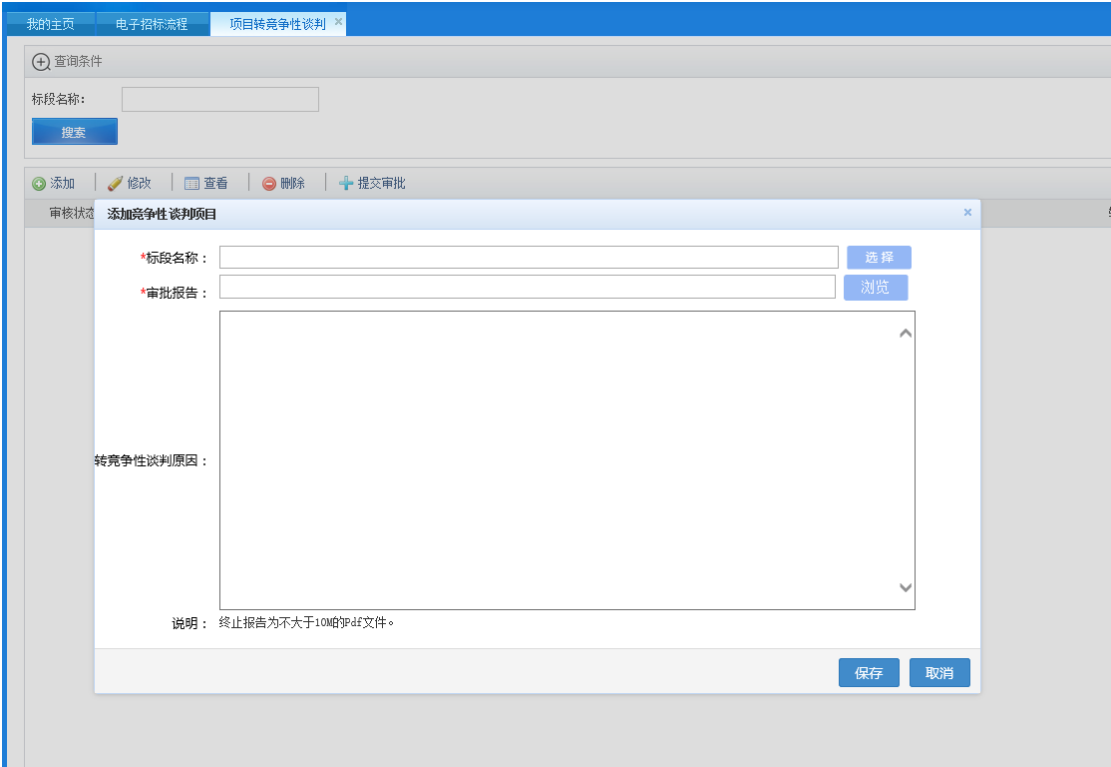 我的主页 电子招标流程 项目转竞争性谈判
查询条件
标段名称:
搜索
添加 修改 查看 删除 提交审批
审核状态
添加竞争性谈判项目
*标段名称： 选择
*审批报告： 浏览
转竞争性谈判原因：
说明： 终止报告为不大于10M的Pdf文件。
保存 取消